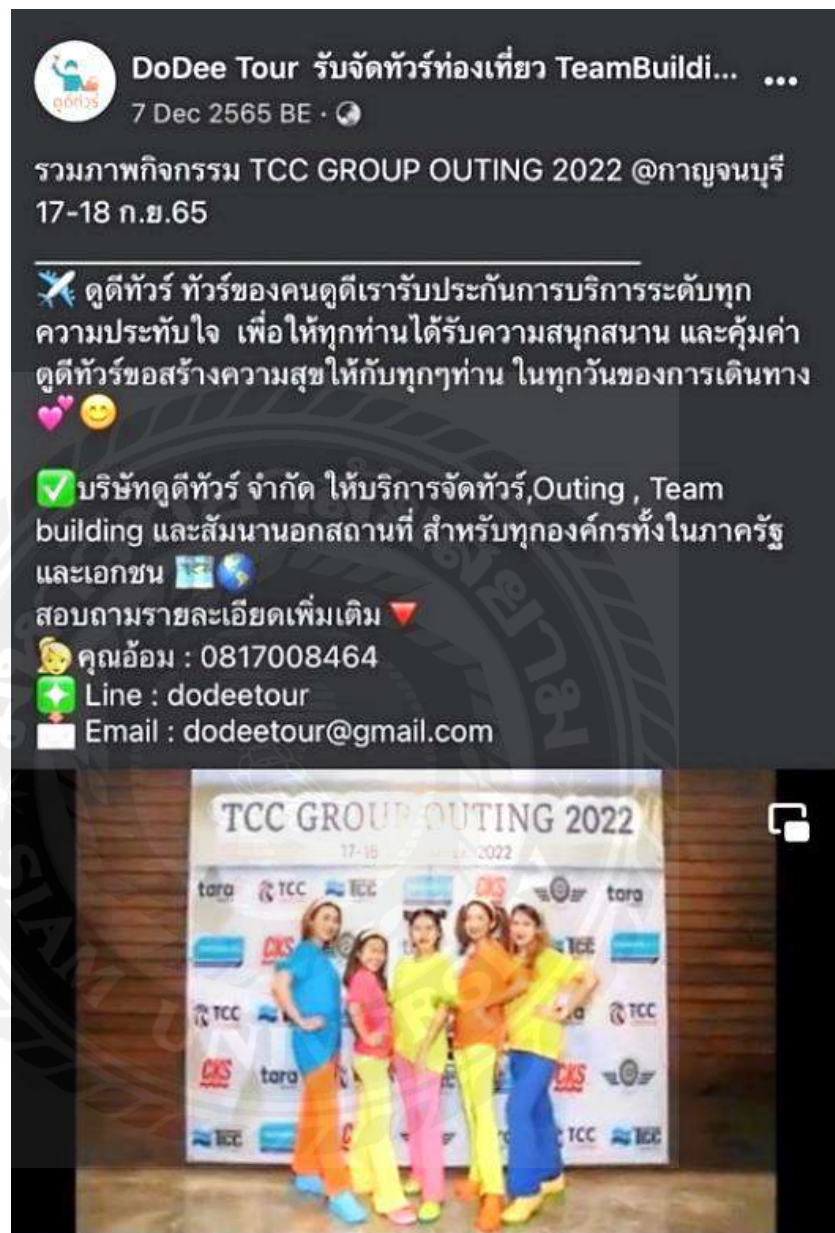 DoDee Tour รับจัดทัวร์ท่องเที่ยว TeamBuildi...
7 Dec 2565 BE ·
รวมภาพกิจกรรม TCC GROUP OUTING 2022 @กาญจนบุรี
17-18 ก.ย.65
ดูดีทัวร์ ทัวร์ของคนดูดีเรารับประกันการบริการระดับทุก
ความประทับใจ เพื่อให้ทุกท่านได้รับความสนุกสนาน และคุ้มค่า
ดูดีทัวร์ขอสร้างความสุขให้กับทุกๆท่าน ในทุกวันของการเดินทาง
💕😊
✅บริษัทดูดีทัวร์ จำกัด ให้บริการจัดทัวร์,Outing , Team
building และสัมนานอกสถานที่ สำหรับทุกองค์กรทั้งในภาครัฐ
และเอกชน 🗺️🌎
สอบถามรายละเอียดเพิ่มเติม 🔻
คุณอ้อม : 0817008464
Line : dodeetour
Email : dodeetour@gmail.com
TCC GROUP OUTING 2022
tara TCC TCC CKS tara
CKS TCC
TCC TCC
CKS tara CKS
TCC TCC TCC
ดูดีทัวร์
SIAM UNIVERSITY